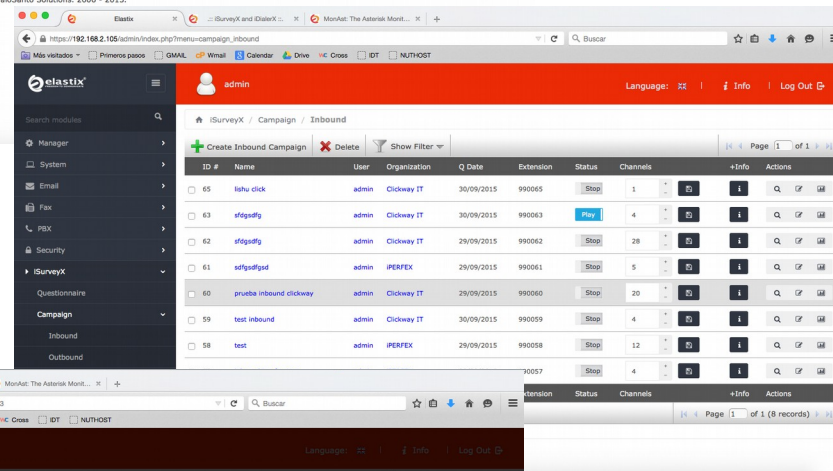 PaloSanto Solutions. 2006 - 2015.
Elastix
.:: iSurveyX and iDialerX ::.
MonAst: The Asterisk Monit...
https://192.168.2.105/admin/index.php?menu=campaign_inbound
Buscar
Más visitados
Primeros pasos
GMAIL
Wmail
Calendar
Drive
Cross
IDT
NUTHOST
elastix
admin
Language:
Info
Log Out
Search modules
iSurveyX / Campaign / Inbound
Manager
Create Inbound Campaign
Delete
Show Filter
Page 1 of 1
System
ID # Name User Organization Q Date Extension Status Channels +Info Actions
Email
65 lishu click admin Clickway IT 30/09/2015 990065 Stop 1
Fax
63 sfdgsdfg admin Clickway IT 30/09/2015 990063 Play 4
PBX
62 sfdgsdfg admin Clickway IT 29/09/2015 990062 Stop 28
Security
61 sdfgsdfgsd admin iPERFEX 29/09/2015 990061 Stop 5
iSurveyX
Questionnaire
60 prueba inbound clickway admin Clickway IT 29/09/2015 990060 Stop 20
Campaign
59 test inbound admin Clickway IT 30/09/2015 990059 Stop 4
Inbound
58 test admin iPERFEX 29/09/2015 990058 Stop 12
Outbound
990057 Stop 4
MonAst: The Asterisk Monit...
Extension Status Channels +Info Actions
3
Buscar
Page 1 of 1 (8 records)
Cross
IDT
NUTHOST
Language:
Info
Log Out